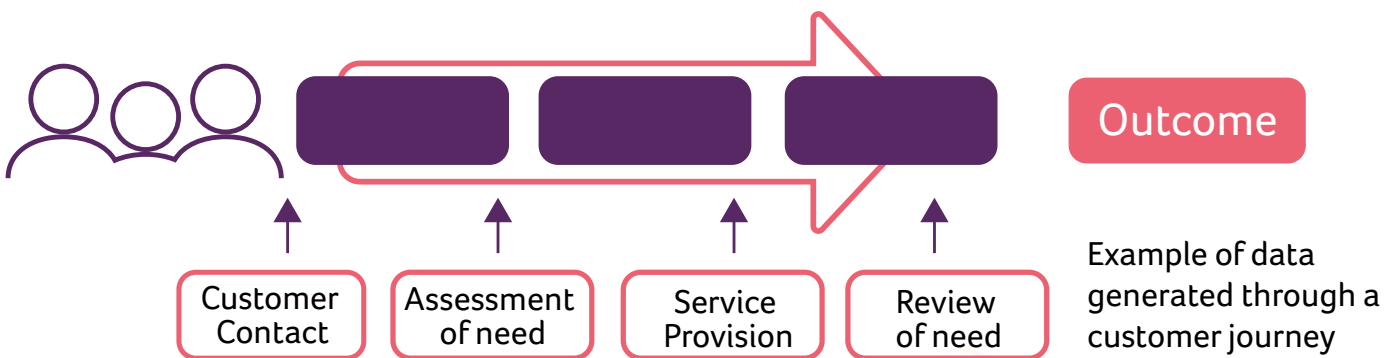 Outcome
Customer
Contact
Assessment
of need
Service
Provision
Review
of need
Example of data
generated through a
customer journey